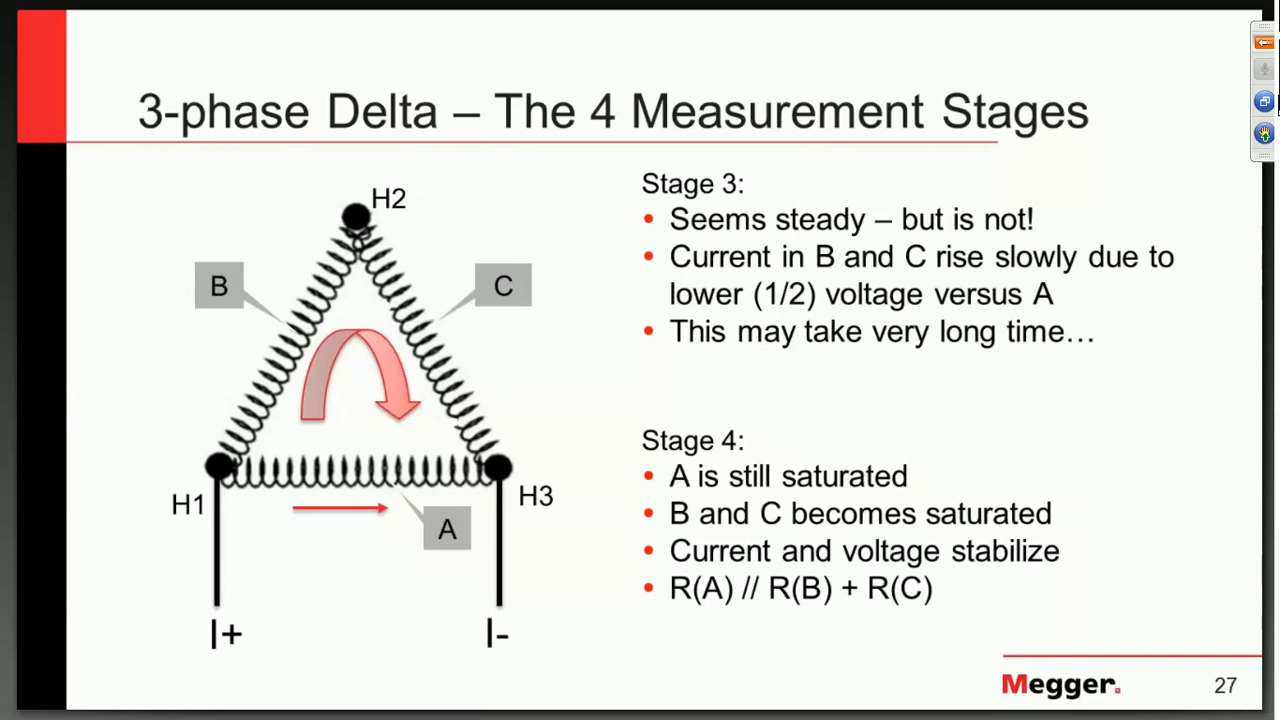 3-phase Delta – The 4 Measurement Stages
H2
B
C
H1
H3
A
I+
I-
Stage 3:
• Seems steady – but is not!
• Current in B and C rise slowly due to
lower (1/2) voltage versus A
• This may take very long time…
Stage 4:
• A is still saturated
• B and C becomes saturated
• Current and voltage stabilize
• R(A) // R(B) + R(C)
Megger.
27